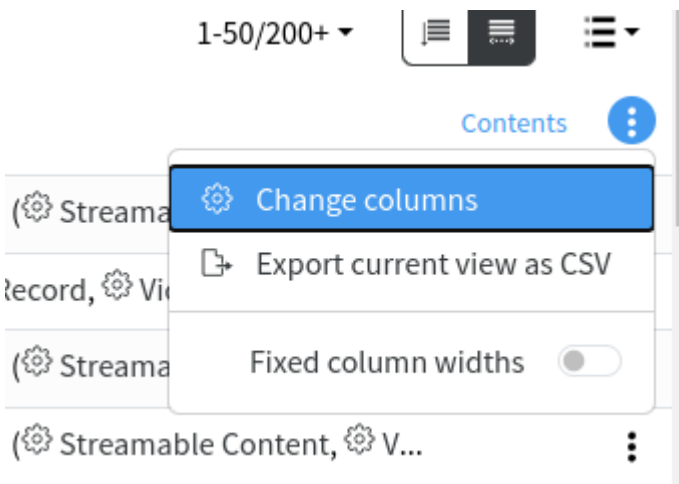 1-50/200+
Contents
Change columns
(Streama
Export current view as CSV
Record, Vi
Fixed column widths
(Streama
(Streamable Content, V...